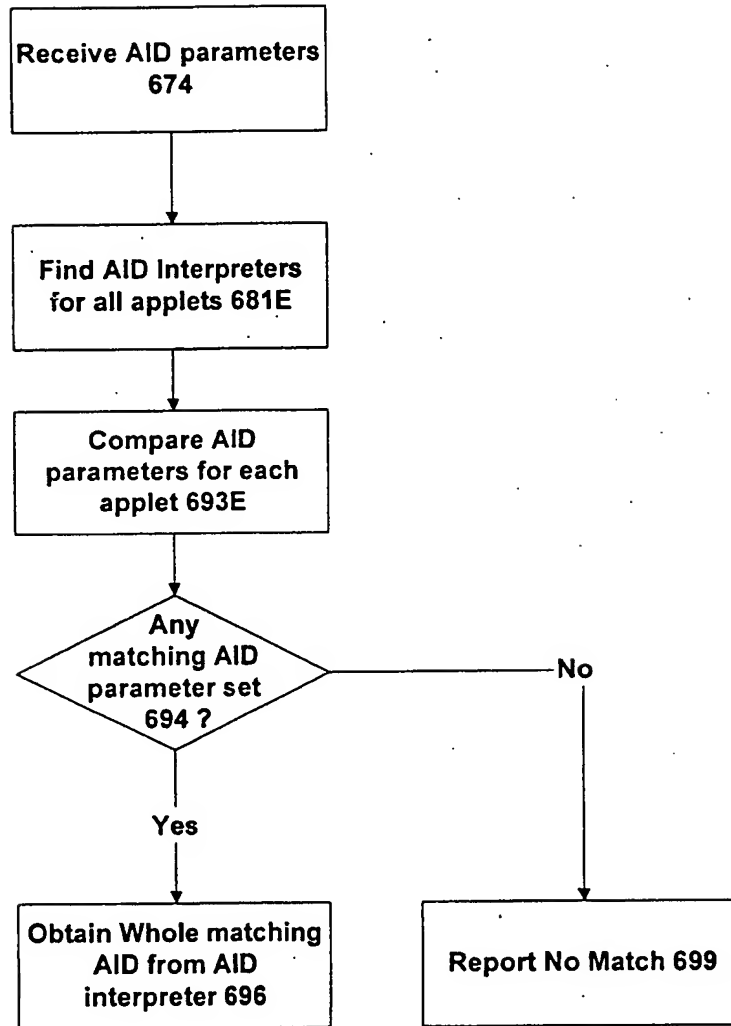 Receive AID parameters
674
Find AID Interpreters
for all applets 681E
Compare AID
parameters for each
applet 693E
Any
matching AID
parameter set
694 ?
No
Yes
Obtain Whole matching
AID from AID
interpreter 696
Report No Match 699